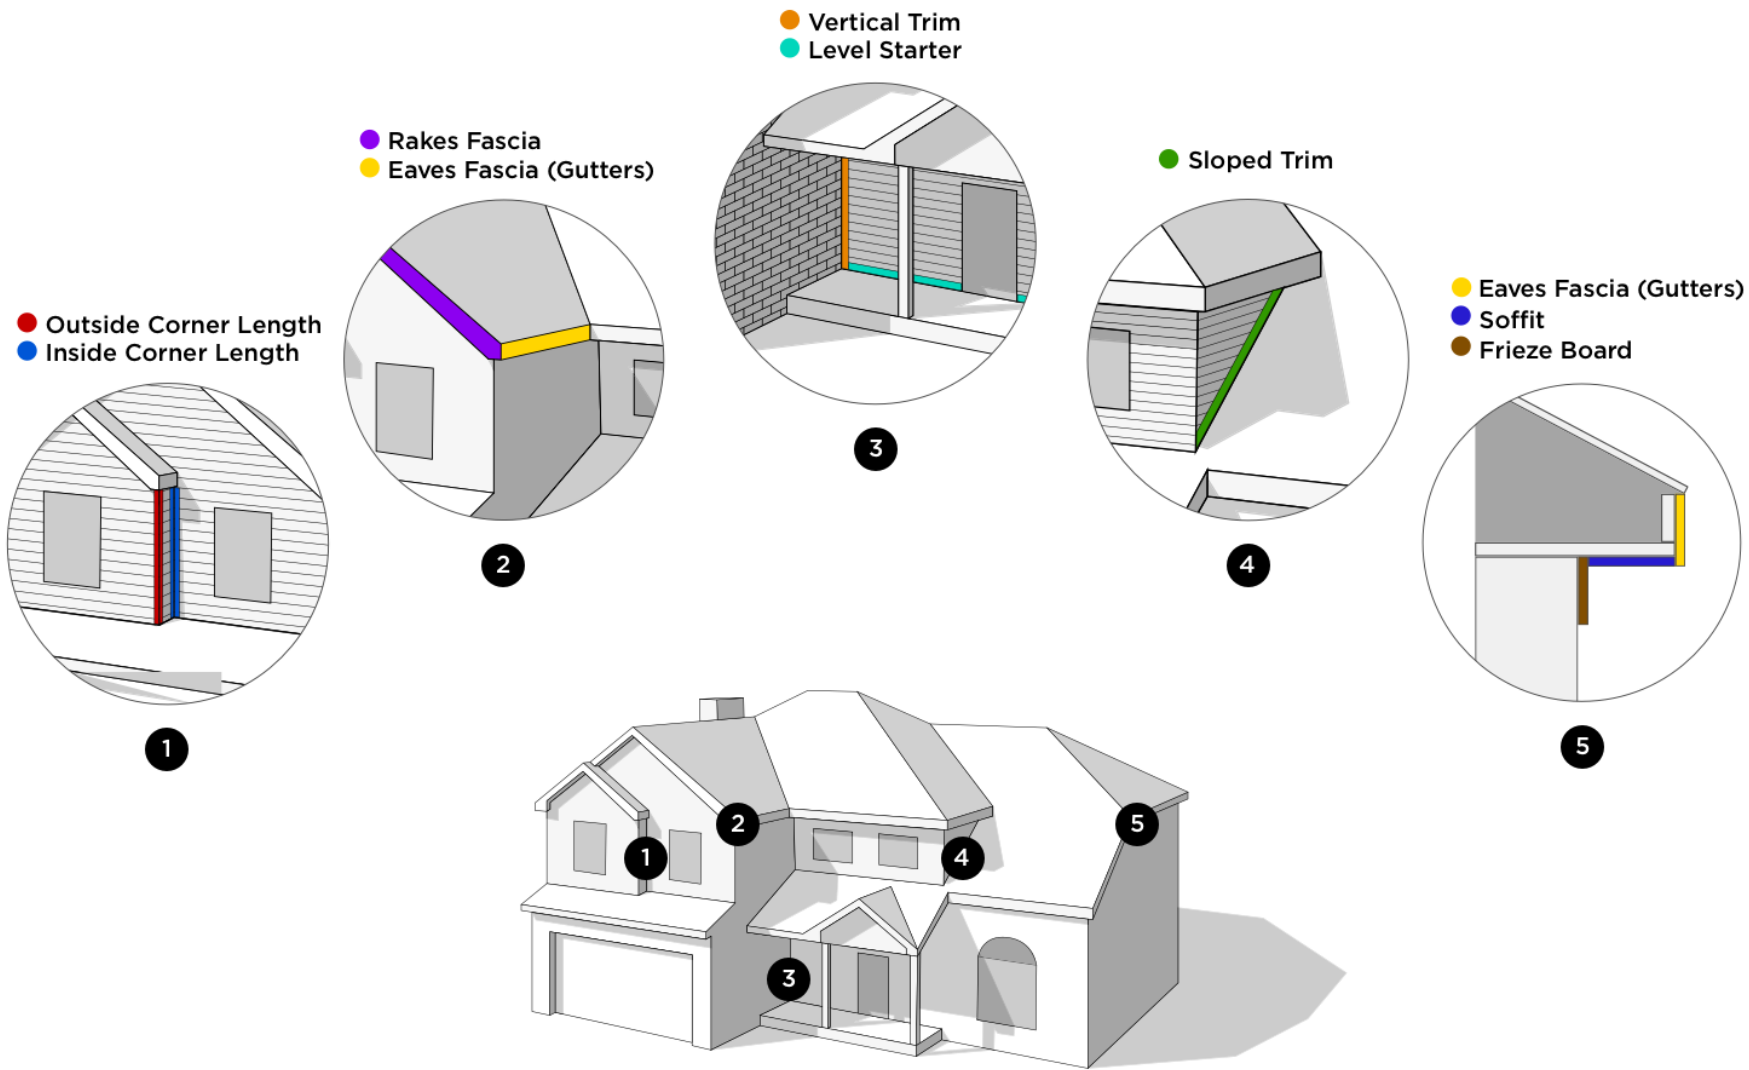 Vertical Trim
Level Starter
Rakes Fascia
Eaves Fascia (Gutters)
Sloped Trim
Eaves Fascia (Gutters)
Soffit
Frieze Board
Outside Corner Length
Inside Corner Length
3
2
4
1
5
2
5
1
4
3